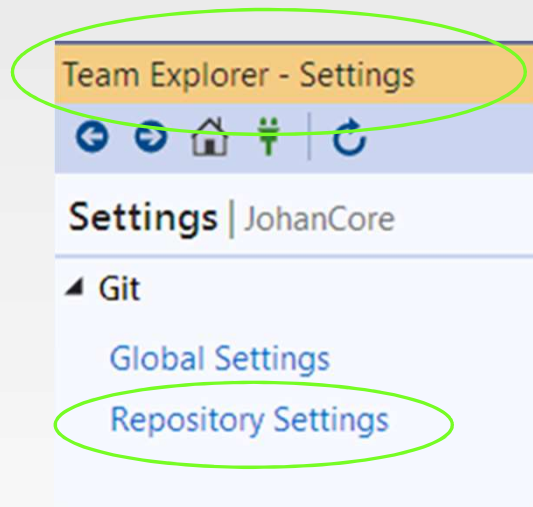 Team Explorer - Settings
Settings | JohanCore
Git
Global Settings
Repository Settings